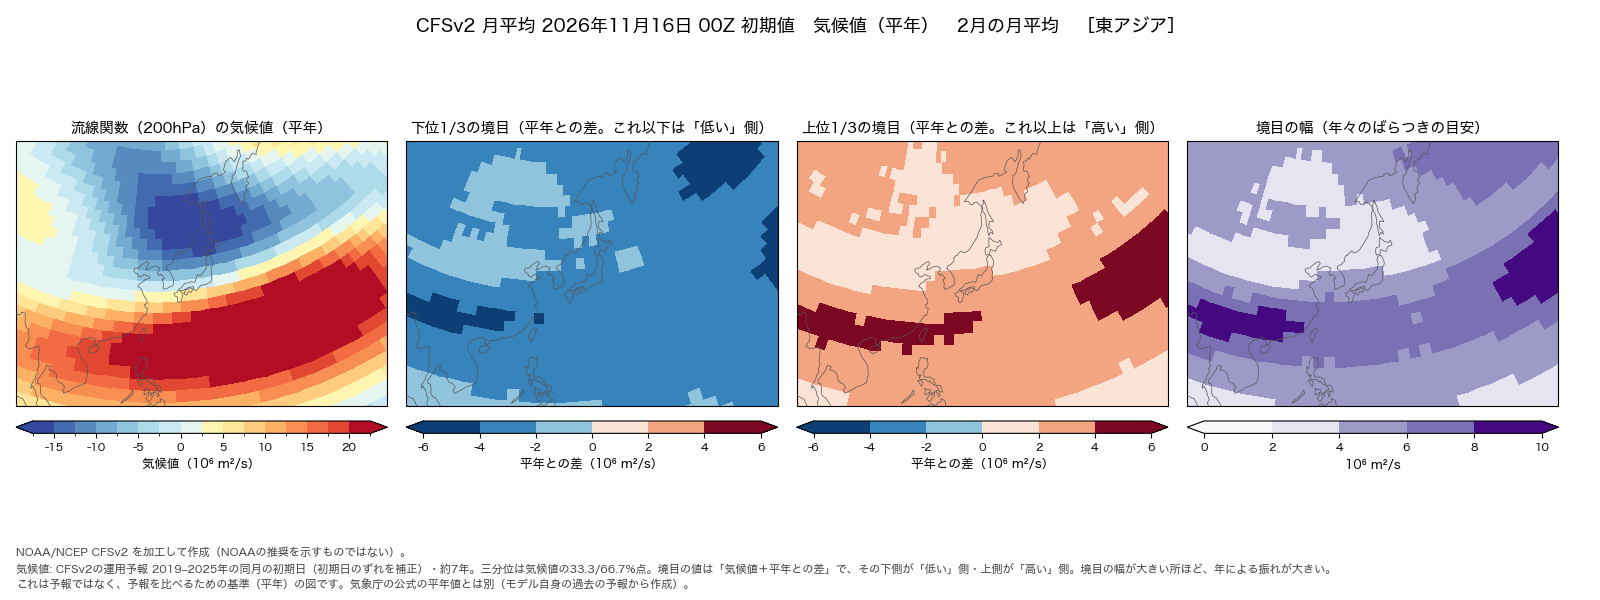 CFSv2 月平均 2026年11月16日 00Z 初期値　気候値（平年）　2月の月平均　［東アジア］
流線関数（200hPa）の気候値（平年）
下位1/3の境目（平年との差。これ以下は「低い」側）
上位1/3の境目（平年との差。これ以上は「高い」側）
境目の幅（年々のばらつきの目安）
-15 -10 -5 0 5 10 15 20
気候値（10⁶ m²/s）
-6 -4 -2 0 2 4 6
平年との差（10⁶ m²/s）
-6 -4 -2 0 2 4 6
平年との差（10⁶ m²/s）
0 2 4 6 8 10
10⁶ m²/s
NOAA/NCEP CFSv2 を加工して作成（NOAAの推奨を示すものではない）。
気候値: CFSv2の運用予報 2019–2025年の同月の初期日（初期日のずれを補正）・約7年。三分位は気候値の33.3/66.7%点。境目の値は「気候値＋平年との差」で、その下側が「低い」側・上側が「高い」側。境目の幅が大きい所ほど、年による振れが大きい。
これは予報ではなく、予報を比べるための基準（平年）の図です。気象庁の公式の平年値とは別（モデル自身の過去の予報から作成）。